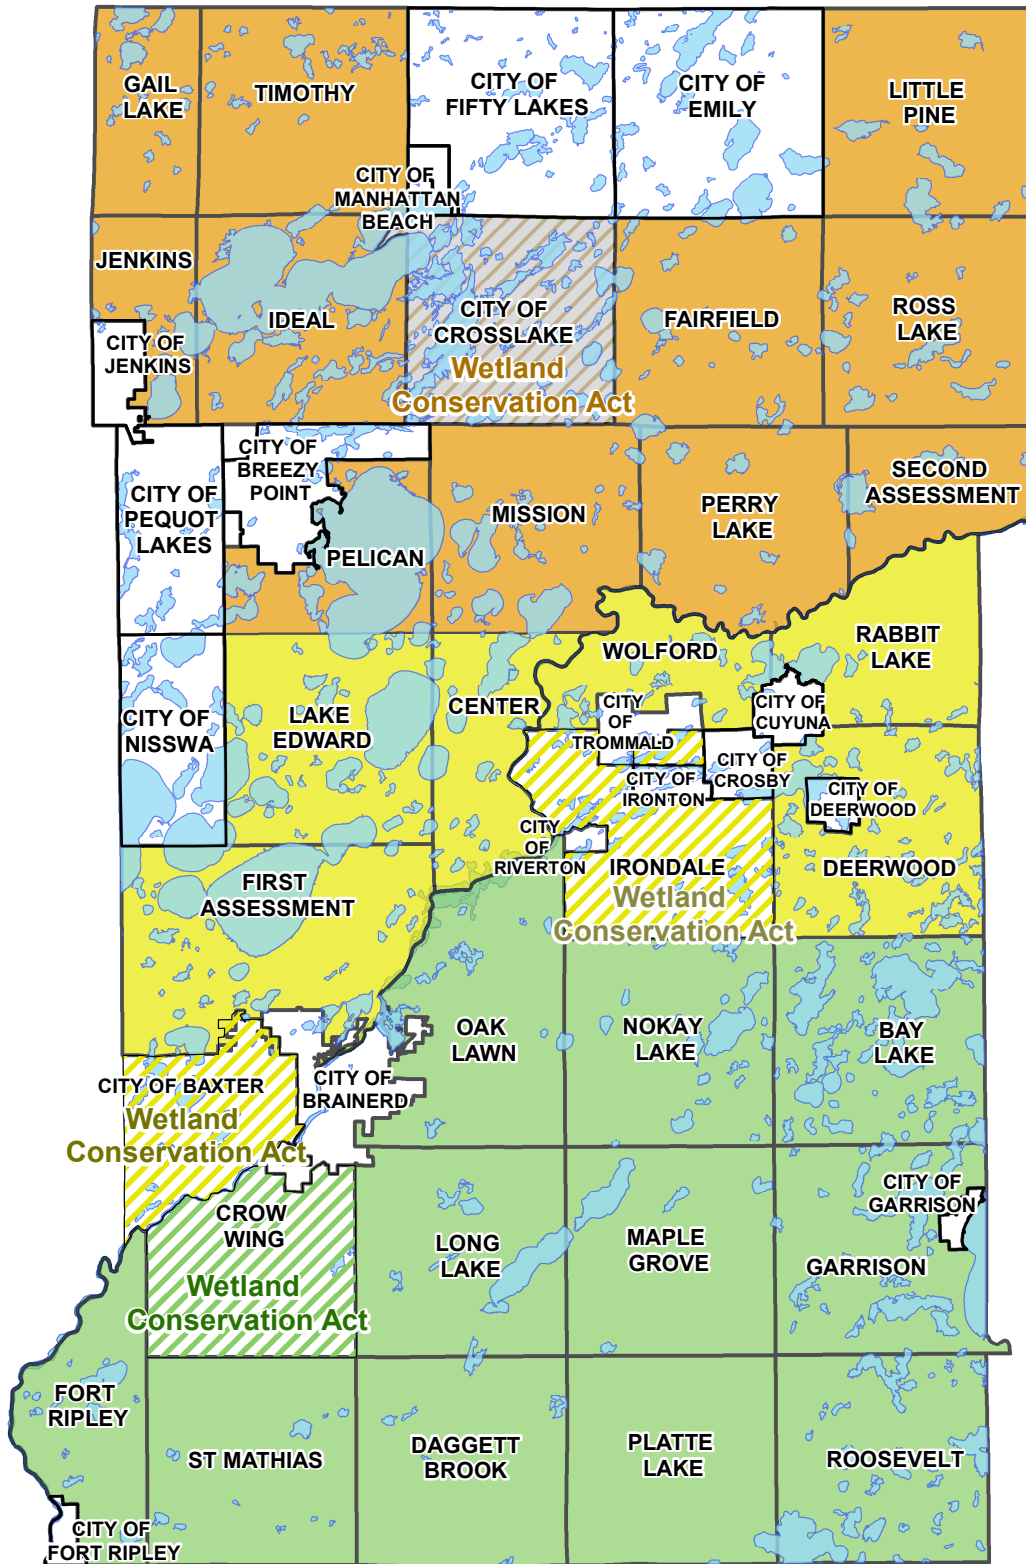 GAIL
LAKE
TIMOTHY
CITY OF
FIFTY LAKES
CITY OF
EMILY
LITTLE
PINE
CITY OF
MANHATTAN
BEACH
JENKINS
IDEAL
CITY OF
CROSSLAKE
Wetland
Conservation Act
FAIRFIELD
ROSS
LAKE
CITY OF
JENKINS
CITY OF
BREEZY
POINT
CITY OF
PEQUOT
LAKES
PELICAN
MISSION
PERRY
LAKE
SECOND
ASSESSMENT
WOLFORD
RABBIT
LAKE
CITY OF
NISSWA
LAKE
EDWARD
CENTER
CITY
OF
TROMMALD
CITY OF
CUYUNA
CITY OF
CROSBY
CITY OF
IRONTON
CITY OF
DEERWOOD
CITY
OF
RIVERTON
IRONDALE
Wetland
Conservation Act
DEERWOOD
FIRST
ASSESSMENT
OAK
LAWN
NOKAY
LAKE
BAY
LAKE
CITY OF BAXTER
Wetland
Conservation Act
CITY OF
BRAINERD
CROW
WING
Wetland
Conservation Act
LONG
LAKE
MAPLE
GROVE
CITY OF
GARRISON
GARRISON
FORT
RIPLEY
ST MATHIAS
DAGGETT
BROOK
PLATTE
LAKE
ROOSEVELT
CITY OF
FORT RIPLEY